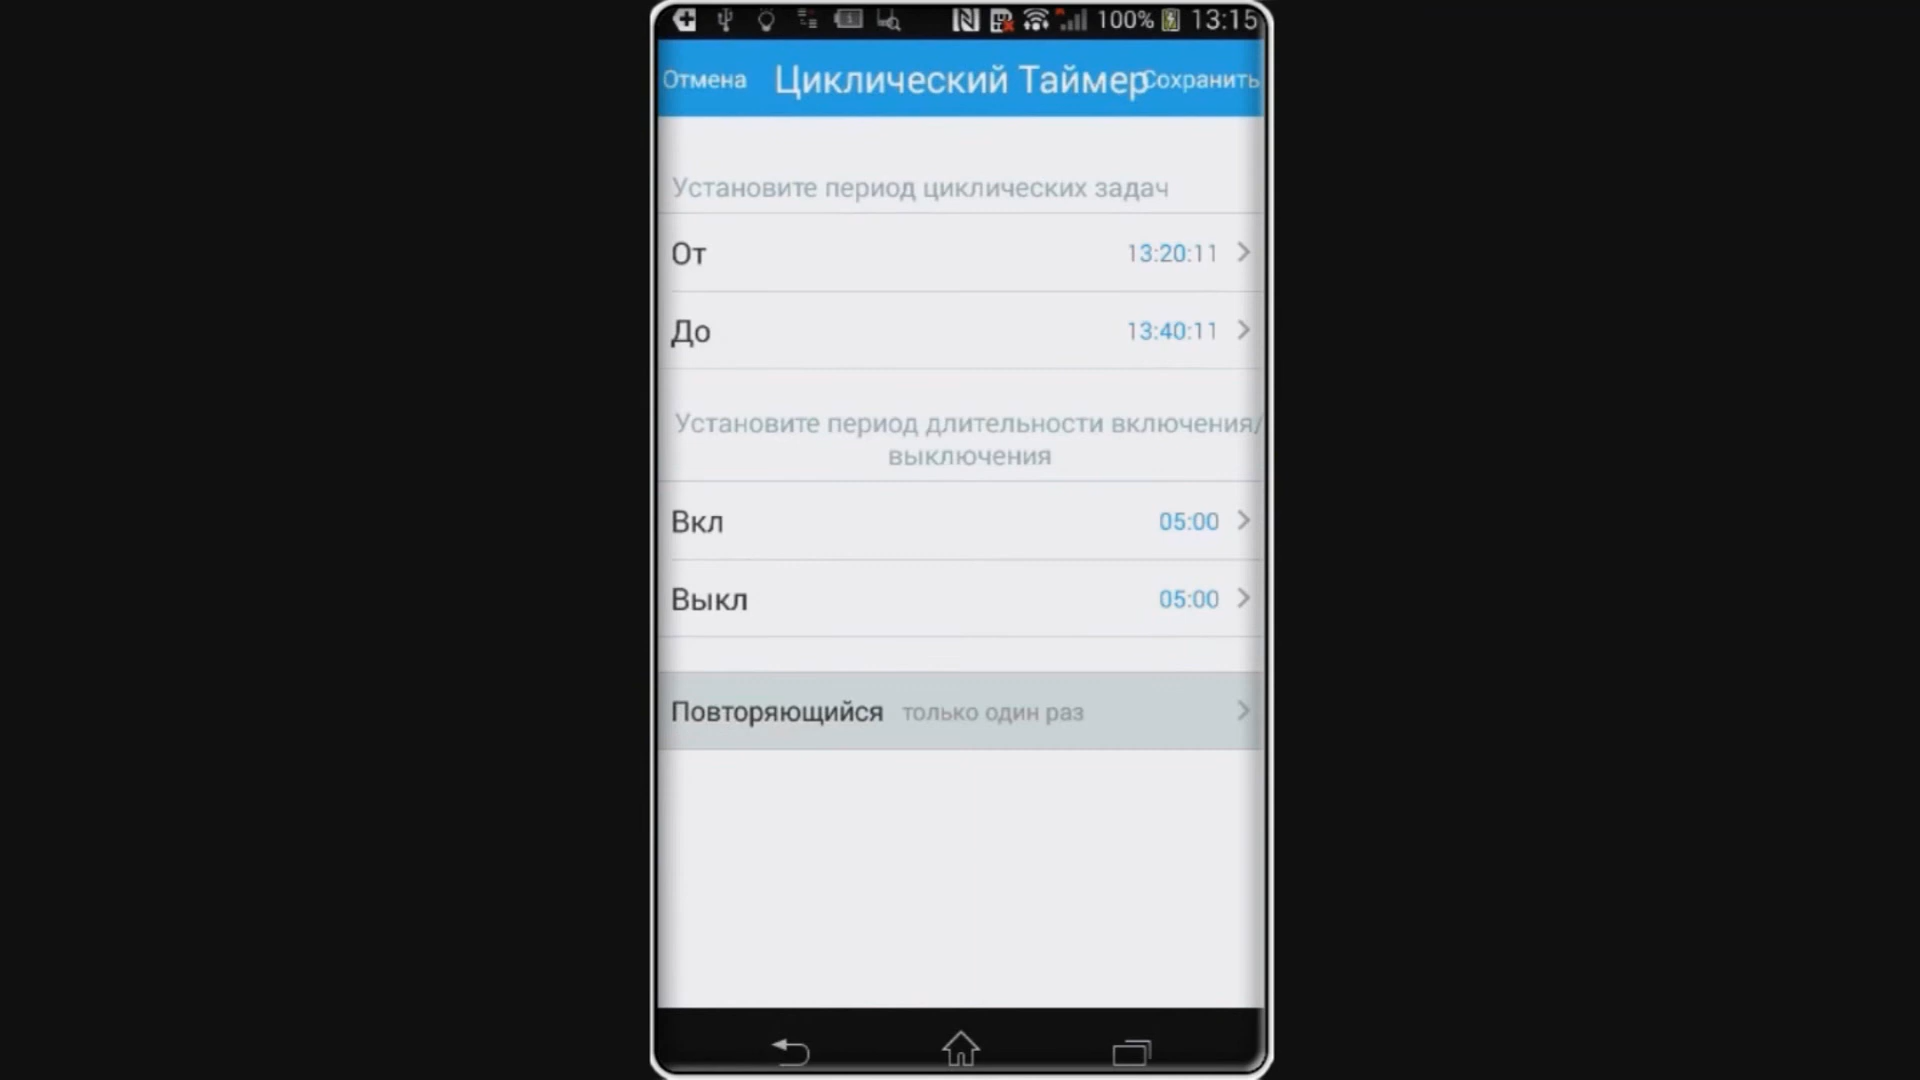 100% 13:15
Отмена Циклический Таймер Сохранить
Установите период циклических задач
От 13:20:11
До 13:40:11
Установите период длительности включения/
выключения
Вкл 05:00
Выкл 05:00
Повторяющийся только один раз